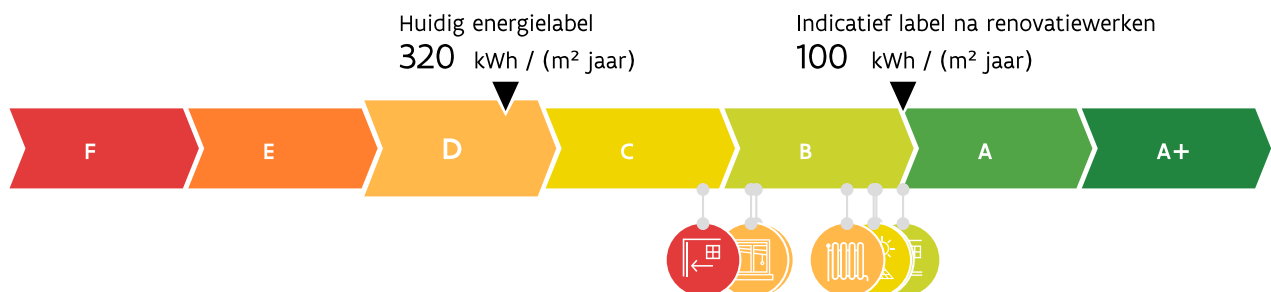 Huidig energielabel
320 kWh / (m² jaar)
Indicatief label na renovatiewerken
100 kWh / (m² jaar)
F
E
D
C
B
A
A+